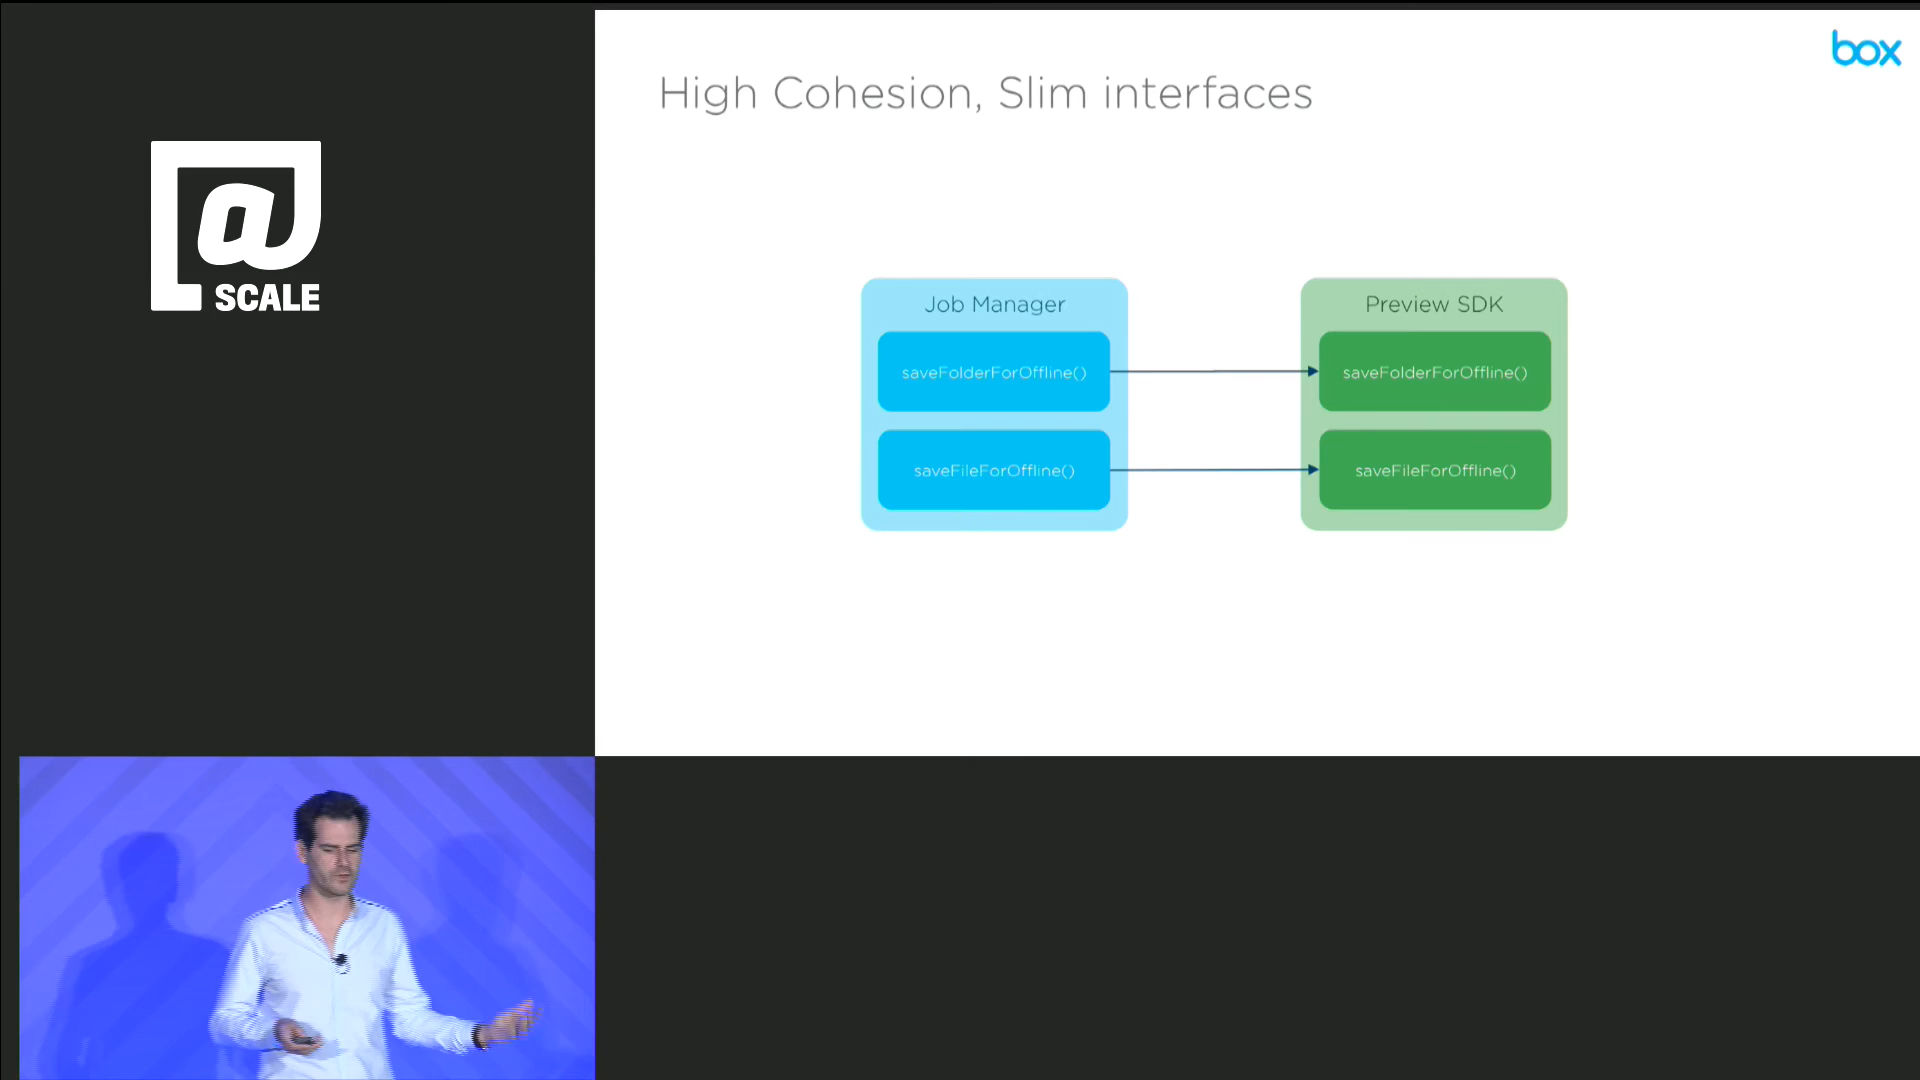 @
SCALE
box
High Cohesion, Slim interfaces
Job Manager
saveFolderForOffline()
saveFileForOffline()
Preview SDK
saveFolderForOffline()
saveFileForOffline()